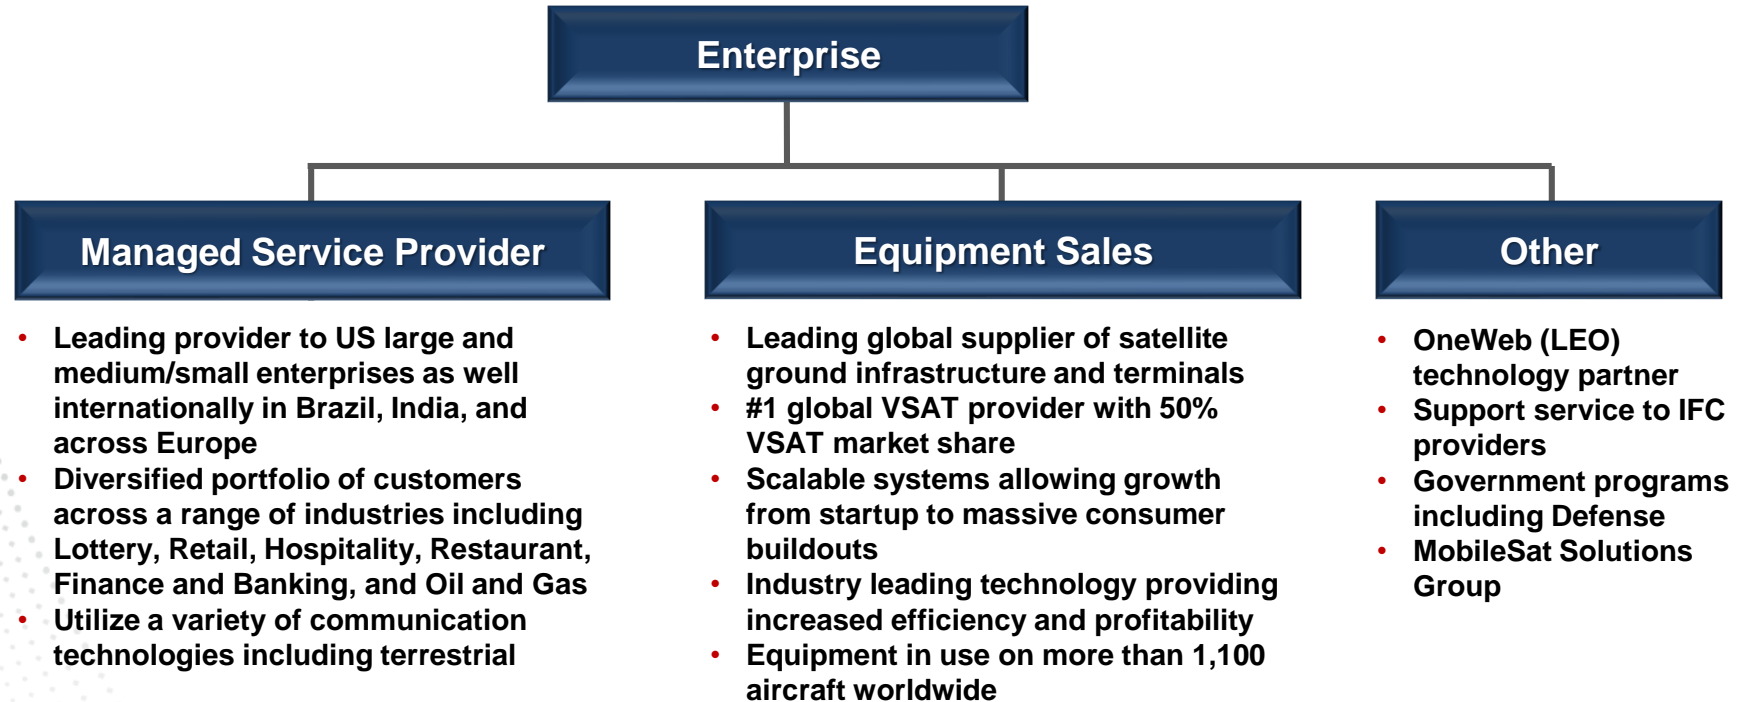 Enterprise
Managed Service Provider
• Leading provider to US large and
medium/small enterprises as well
internationally in Brazil, India, and
across Europe
• Diversified portfolio of customers
across a range of industries including
Lottery, Retail, Hospitality, Restaurant,
Finance and Banking, and Oil and Gas
• Utilize a variety of communication
technologies including terrestrial
Equipment Sales
• Leading global supplier of satellite
ground infrastructure and terminals
• #1 global VSAT provider with 50%
VSAT market share
• Scalable systems allowing growth
from startup to massive consumer
buildouts
• Industry leading technology providing
increased efficiency and profitability
• Equipment in use on more than 1,100
aircraft worldwide
Other
• OneWeb (LEO)
technology partner
• Support service to IFC
providers
• Government programs
including Defense
• MobileSat Solutions
Group